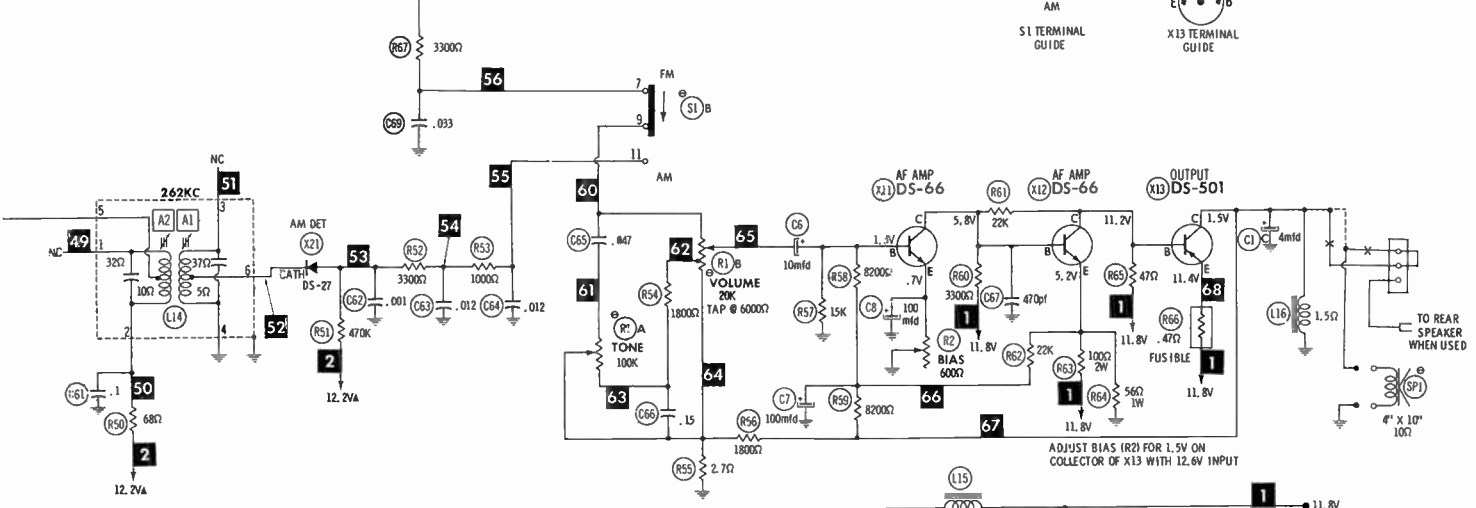 AM
S1 TERMINAL
GUIDE
E
B
X13 TERMINAL
GUIDE
R67
3300Ω
56
7
FM
S1 B
9
C69
.033
11
AM
NC
51
262KC
3
5
A2
A1
49
NC
1
32Ω
37Ω
10Ω
5Ω
6
L14
2
4
52
50
.1
R50
68Ω
2
12.2V▲
AM DET
X21
CATH
DS-27
53
R52
3300Ω
54
R53
1000Ω
55
C62
.001
C63
.012
C64
.012
R51
470K
2
12.2V▲
60
C65
.047
61
62
R1 B
VOLUME
20K
TAP @ 6000Ω
R54
1800Ω
A
TONE
100K
63
64
C66
.15
R55
2.7Ω
R56
1800Ω
65
C6
10mfd
R57
15K
R58
8200Ω
C8
100
mfd
C7
100mfd
R59
8200Ω
AF AMP
X11 DS-66
C
B
E
.7V
R2
BIAS
600Ω
66
5.8V
R61
22K
R60
3300Ω
1
11.8V
C67
470pf
AF AMP
X12 DS-66
C
B
E
5.2V
R62
22K
R63
100Ω
2W
1
11.8V
R64
56Ω
1W
67
11.2V
R65
47Ω
1
11.8V
OUTPUT
X13 DS-501
C
1.5V
B
E
11.4V
68
R66
.47Ω
FUSIBLE
1
11.8V
C1
C
4mfd
L16
1.5Ω
TO REAR
SPEAKER
WHEN USED
SP1
4" X 10"
10Ω
ADJUST BIAS (R2) FOR 1.5V ON
COLLECTOR OF X13 WITH 12.6V INPUT
L15
1
11.8V